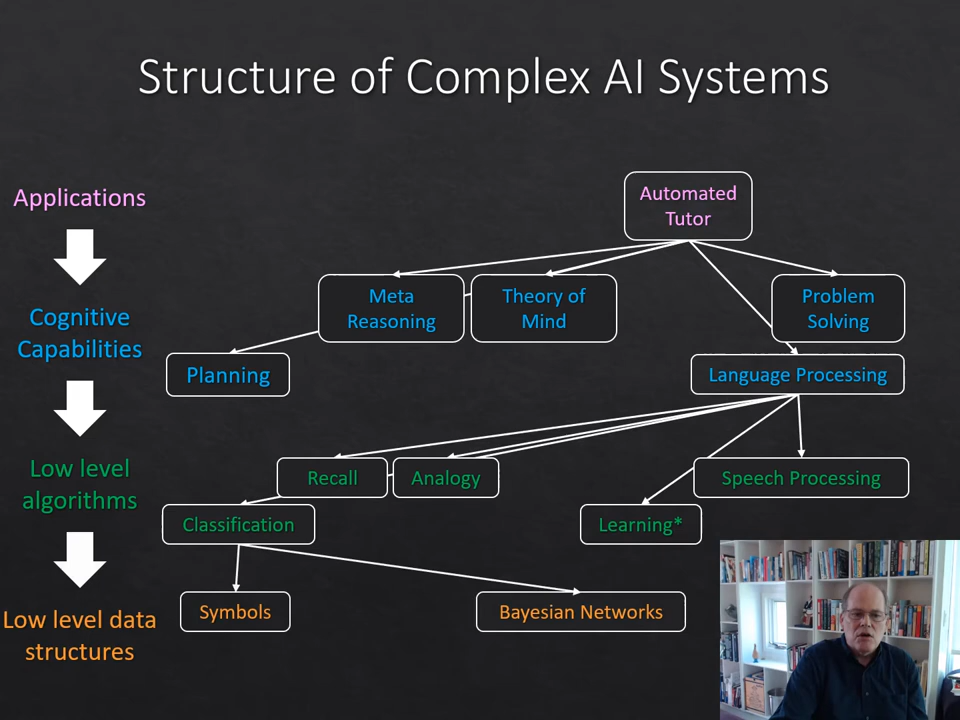 Structure of Complex AI Systems
Applications
Automated
Tutor
Cognitive
Capabilities
Meta
Reasoning
Theory of
Mind
Problem
Solving
Planning
Language Processing
Low level
algorithms
Recall
Analogy
Speech Processing
Classification
Learning*
Low level data
structures
Symbols
Bayesian Networks